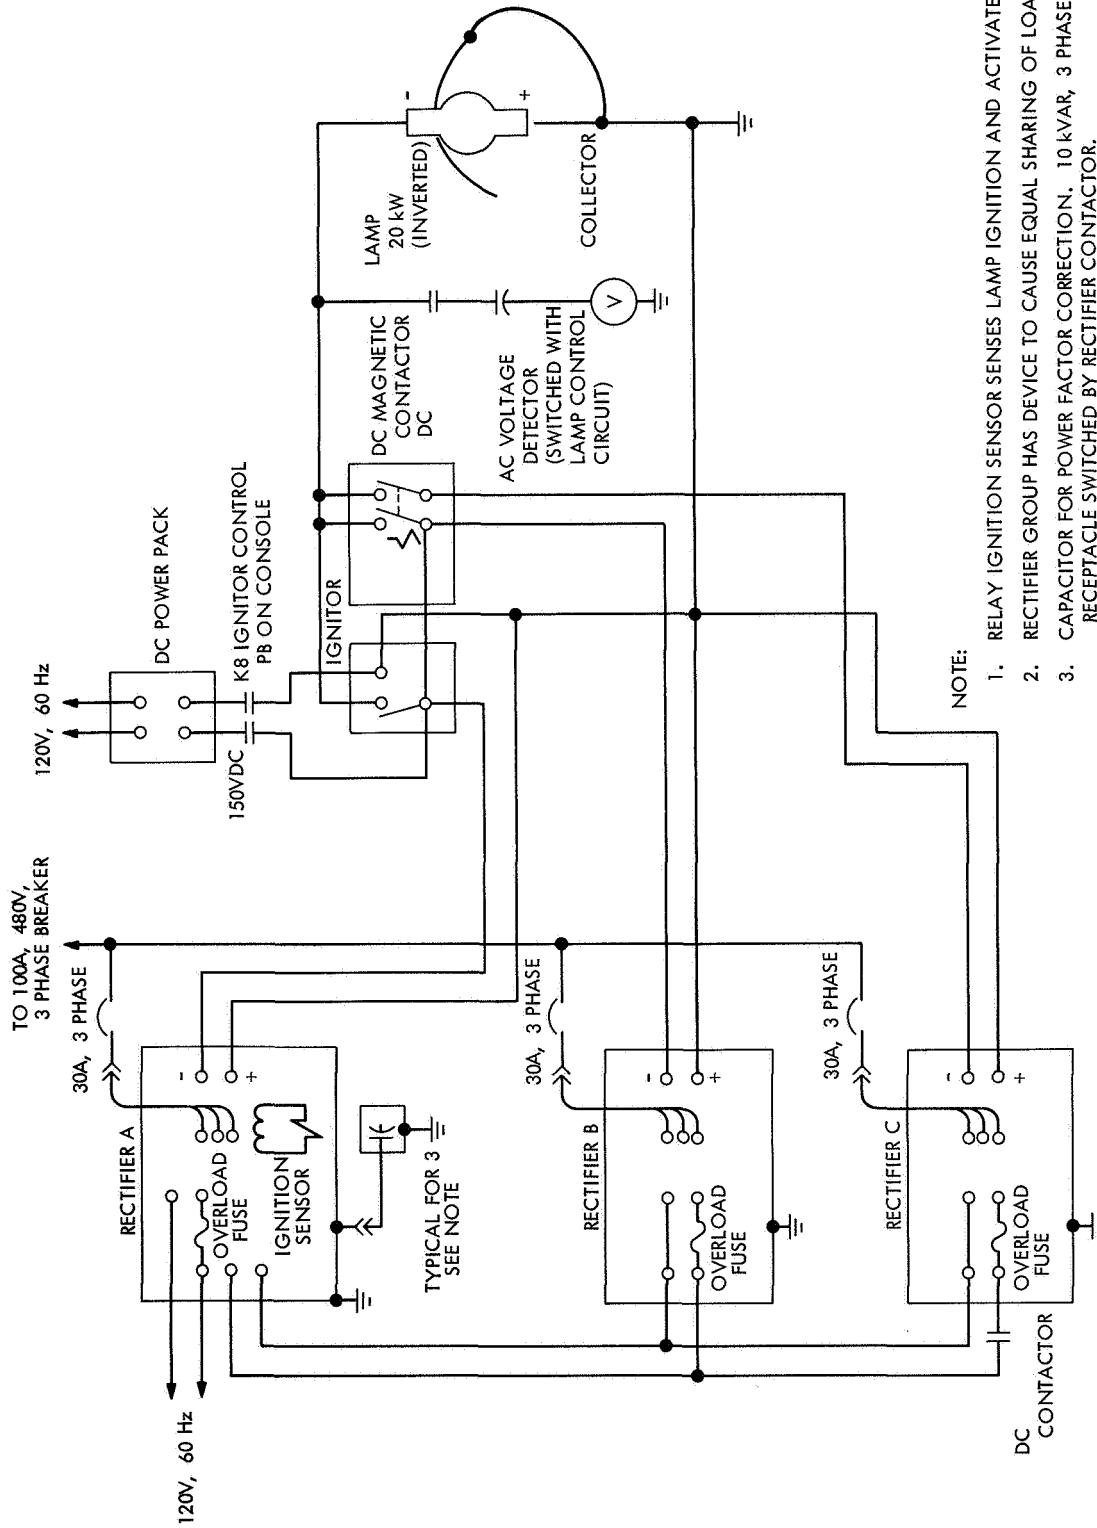 TO 100A, 480V,
3 PHASE BREAKER
120V, 60 Hz
DC POWER PACK
150VDC
K8 IGNITOR CONTROL
PB ON CONSOLE
IGNITOR
DC MAGNETIC
CONTACTOR
DC
LAMP
20 kW
(INVERTED)
-
+
COLLECTOR
AC VOLTAGE
DETECTOR
(SWITCHED WITH
LAMP CONTROL
CIRCUIT)
V
30A, 3 PHASE
RECTIFIER A
-
+
OVERLOAD
FUSE
IGNITION
SENSOR
120V, 60 Hz
TYPICAL FOR 3
SEE NOTE
30A, 3 PHASE
RECTIFIER B
-
+
OVERLOAD
FUSE
30A, 3 PHASE
RECTIFIER C
-
+
OVERLOAD
FUSE
DC
CONTACTOR
NOTE:
1. RELAY IGNITION SENSOR SENSES LAMP IGNITION AND ACTIVATE
2. RECTIFIER GROUP HAS DEVICE TO CAUSE EQUAL SHARING OF LOA
3. CAPACITOR FOR POWER FACTOR CORRECTION. 10 kVAR, 3 PHASE
RECEPTACLE SWITCHED BY RECTIFIER CONTACTOR.